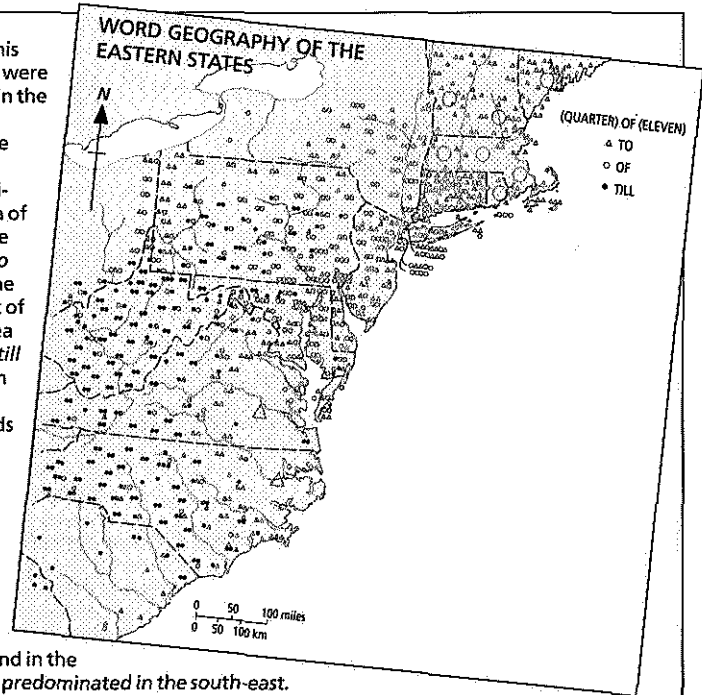 his
were
in the
e
i-
a of
e
o
he
t of
ea
till
n
ds
WORD GEOGRAPHY OF THE
EASTERN STATES
N
(QUARTER) OF (ELEVEN)
TO
OF
TILL
0 50 100 miles
0 50 100 km
nd in the
predominated in the south-east.